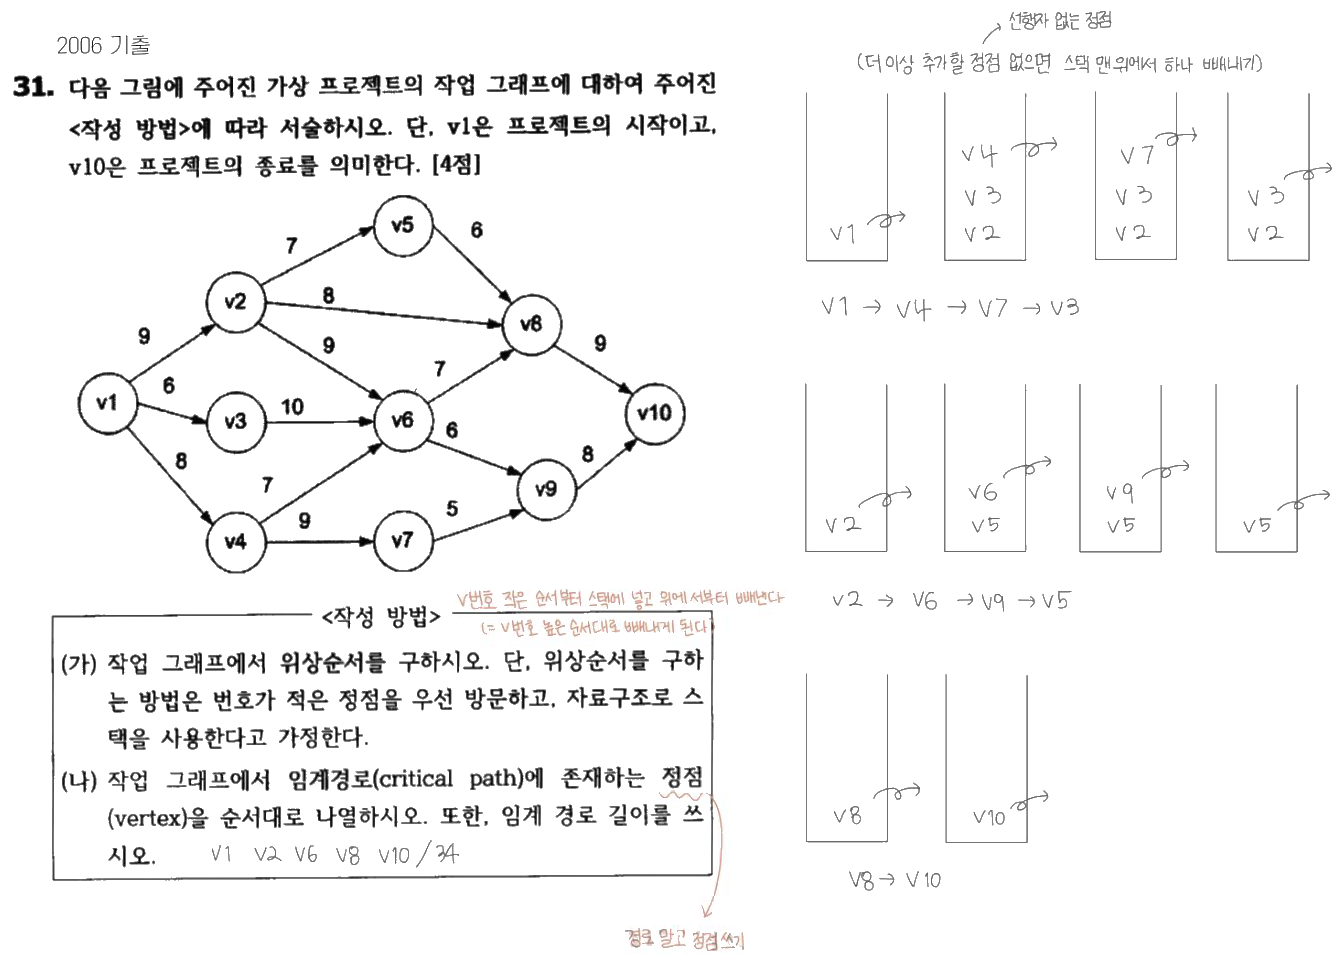 2006 기출
31. 다음 그림에 주어진 가상 프로젝트의 작업 그래프에 대하여 주어진
<작성 방법>에 따라 서술하시오. 단, v1은 프로젝트의 시작이고,
v10은 프로젝트의 종료를 의미한다. [4점]
v5
7
6
v2
8
v8
9
9
9
7
v1
6
v3
10
v6
v10
6
8
7
8
v9
9
5
v4
v7
<작성 방법>
V번호 작은 순서부터 스택에 넣고 위에서부터 빼낸다
(= V번호 높은 순서대로 빼내게 된다)
(가) 작업 그래프에서 위상순서를 구하시오. 단, 위상순서를 구하
는 방법은 번호가 적은 정점을 우선 방문하고, 자료구조로 스
택을 사용한다고 가정한다.
(나) 작업 그래프에서 임계경로(critical path)에 존재하는 정점
(vertex)을 순서대로 나열하시오. 또한, 임계 경로 길이를 쓰
시오. V1 V2 V6 V8 V10 / 34
경로 말고 정점쓰기
선행자 없는 정점
(더이상 추가할 정점 없으면 스택 맨위에서 하나 빼내기)
V1
V4
V3
V2
V7
V3
V2
V3
V2
V1 → V4 → V7 → V3
V2
V6
V5
V9
V5
V5
V2 → V6 → V9 → V5
V8
V10
V8 → V10